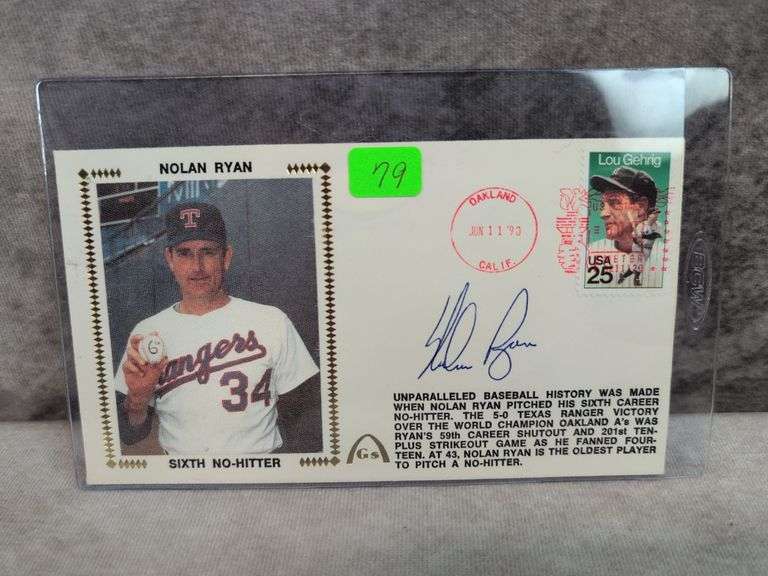 NOLAN RYAN
79
OAKLAND
JUN 11 '90
CALIF.
Lou Gehrig
USA
25
T
6
Rangers
34
Nolan Ryan
UNPARALLELED BASEBALL HISTORY WAS MADE
WHEN NOLAN RYAN PITCHED HIS SIXTH CAREER
NO-HITTER. THE 5-0 TEXAS RANGER VICTORY
OVER THE WORLD CHAMPION OAKLAND A's WAS
RYAN'S 59th CAREER SHUTOUT AND 201st TEN-
PLUS STRIKEOUT GAME AS HE FANNED FOUR-
TEEN. AT 43, NOLAN RYAN IS THE OLDEST PLAYER
TO PITCH A NO-HITTER.
SIXTH NO-HITTER
Gs